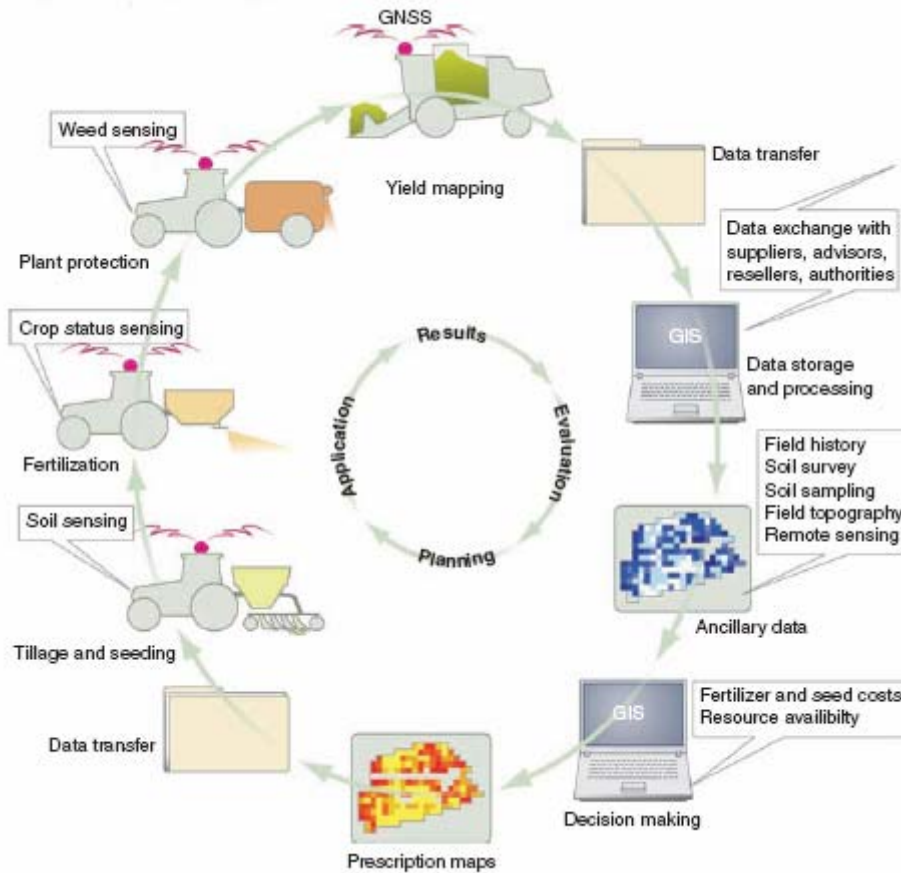 GNSS
Yield mapping
Data transfer
Data exchange with
suppliers, advisors,
resellers, authorities
GIS
Data storage
and processing
Field history
Soil survey
Soil sampling
Field topography
Remote sensing
Ancillary data
GIS
Fertilizer and seed costs
Resource availibilty
Decision making
Prescription maps
Data transfer
Soil sensing
Tillage and seeding
Crop status sensing
Fertilization
Weed sensing
Plant protection
Results
Evaluation
Planning
Application